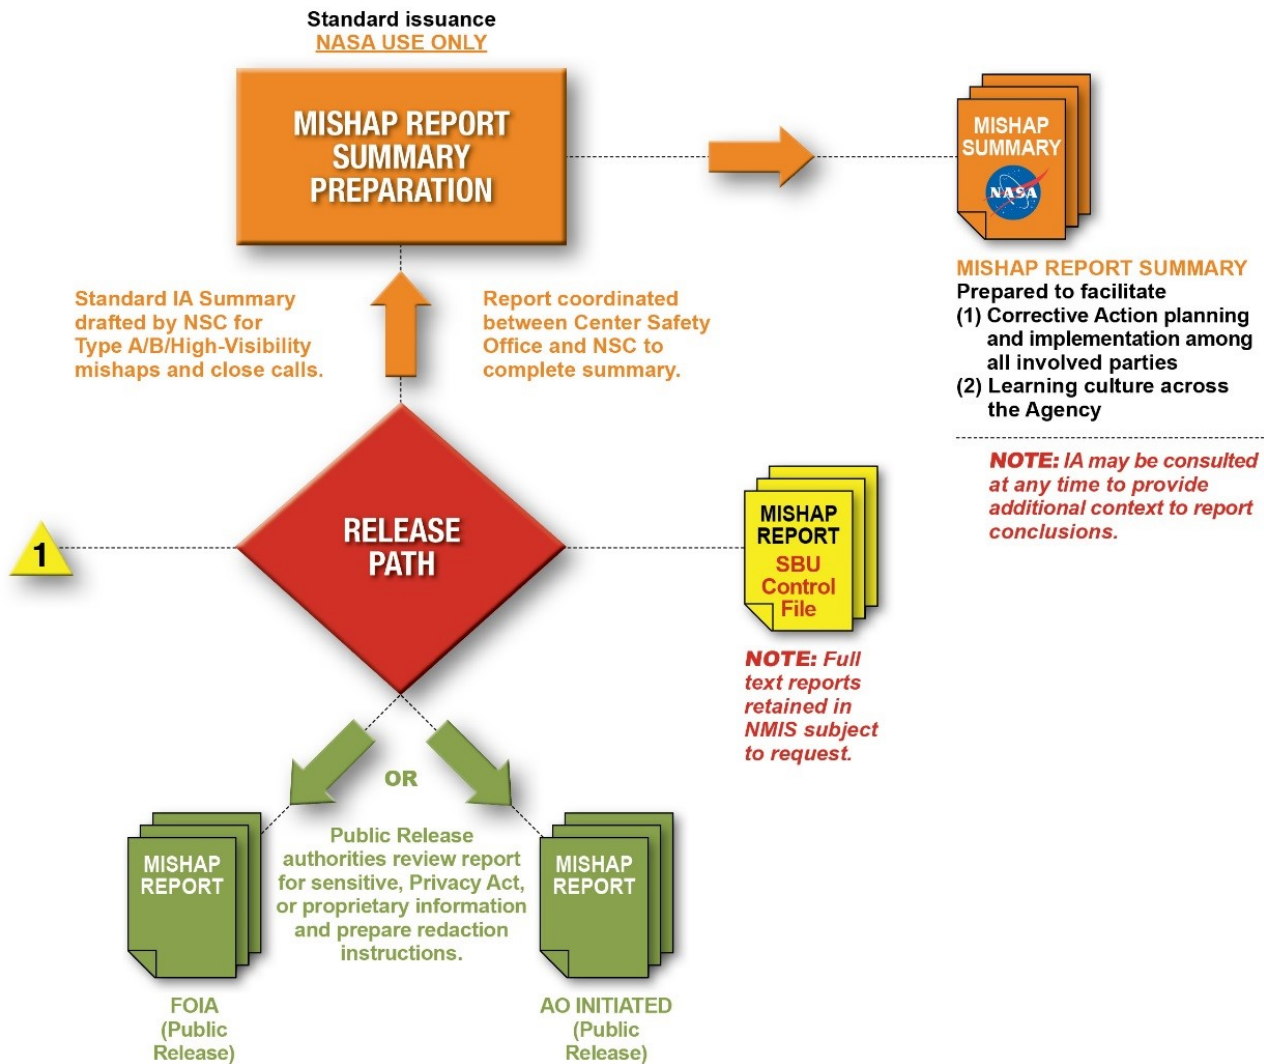 Standard issuance
NASA USE ONLY
MISHAP REPORT
SUMMARY
PREPARATION
MISHAP
SUMMARY
NASA
MISHAP REPORT SUMMARY
Prepared to facilitate
(1) Corrective Action planning
and implementation among
all involved parties
(2) Learning culture across
the Agency
NOTE: IA may be consulted
at any time to provide
additional context to report
conclusions.
Standard IA Summary
drafted by NSC for
Type A/B/High-Visibility
mishaps and close calls.
Report coordinated
between Center Safety
Office and NSC to
complete summary.
1
RELEASE
PATH
MISHAP
REPORT
SBU
Control
File
NOTE: Full
text reports
retained in
NMIS subject
to request.
OR
Public Release
authorities review report
for sensitive, Privacy Act,
or proprietary information
and prepare redaction
instructions.
MISHAP
REPORT
FOIA
(Public
Release)
MISHAP
REPORT
AO INITIATED
(Public
Release)